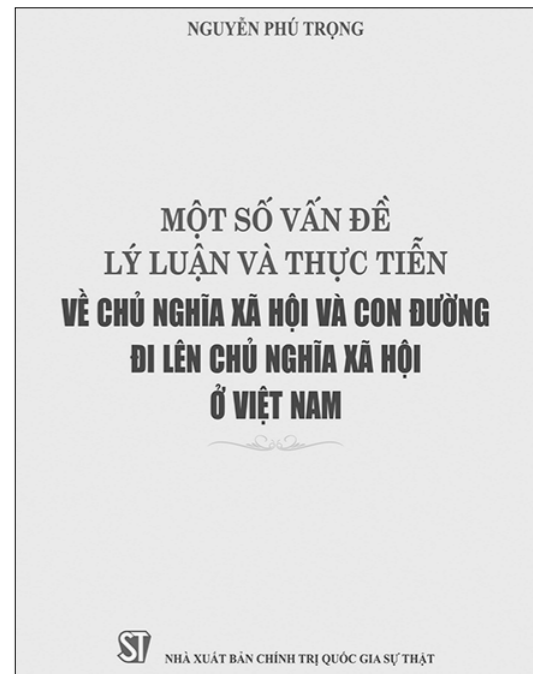 NGUYỄN PHÚ TRỌNG
MỘT SỐ VẤN ĐỀ
LÝ LUẬN VÀ THỰC TIỄN
VỀ CHỦ NGHĨA XÃ HỘI VÀ CON ĐƯỜNG
ĐI LÊN CHỦ NGHĨA XÃ HỘI
Ở VIỆT NAM
ST
NHÀ XUẤT BẢN CHÍNH TRỊ QUỐC GIA SỰ THẬT